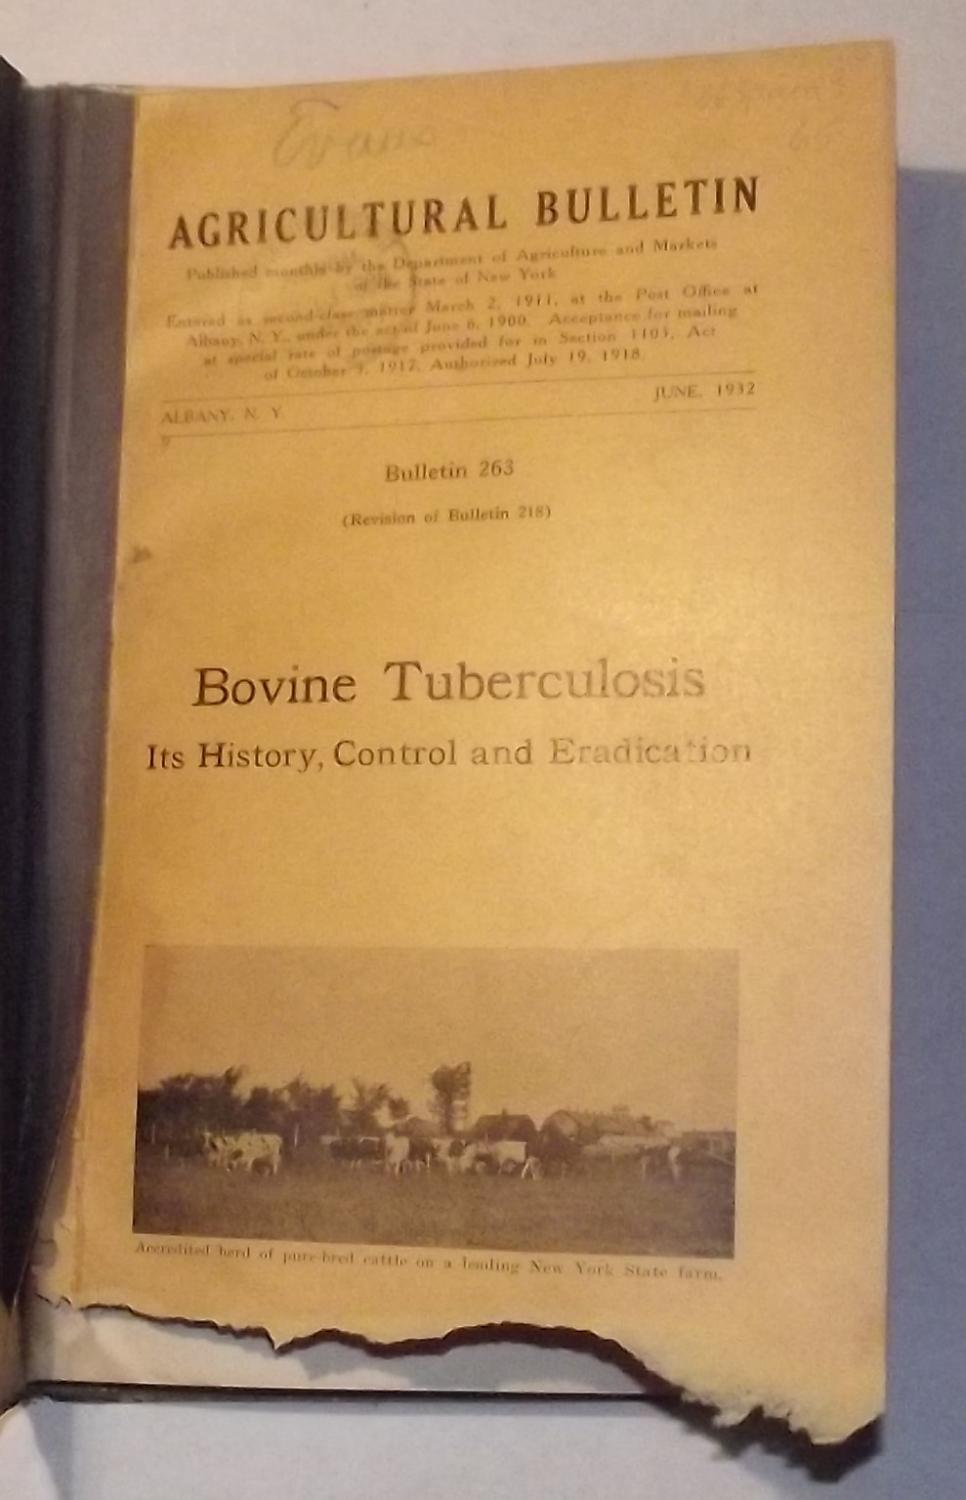 Evans
AGRICULTURAL BULLETIN
Published monthly by the Department of Agriculture and Markets
of the State of New York
Entered as second-class matter March 2, 1911, at the Post Office at
Albany, N. Y., under the act of June 6, 1900. Acceptance for mailing
at special rate of postage provided for in Section 1103, Act
of October 3, 1917. Authorized July 19, 1918.
ALBANY, N. Y. JUNE, 1932
Bulletin 263
(Revision of Bulletin 218)
Bovine Tuberculosis
Its History, Control and Eradication
Accredited herd of pure-bred cattle on a leading New York State farm.